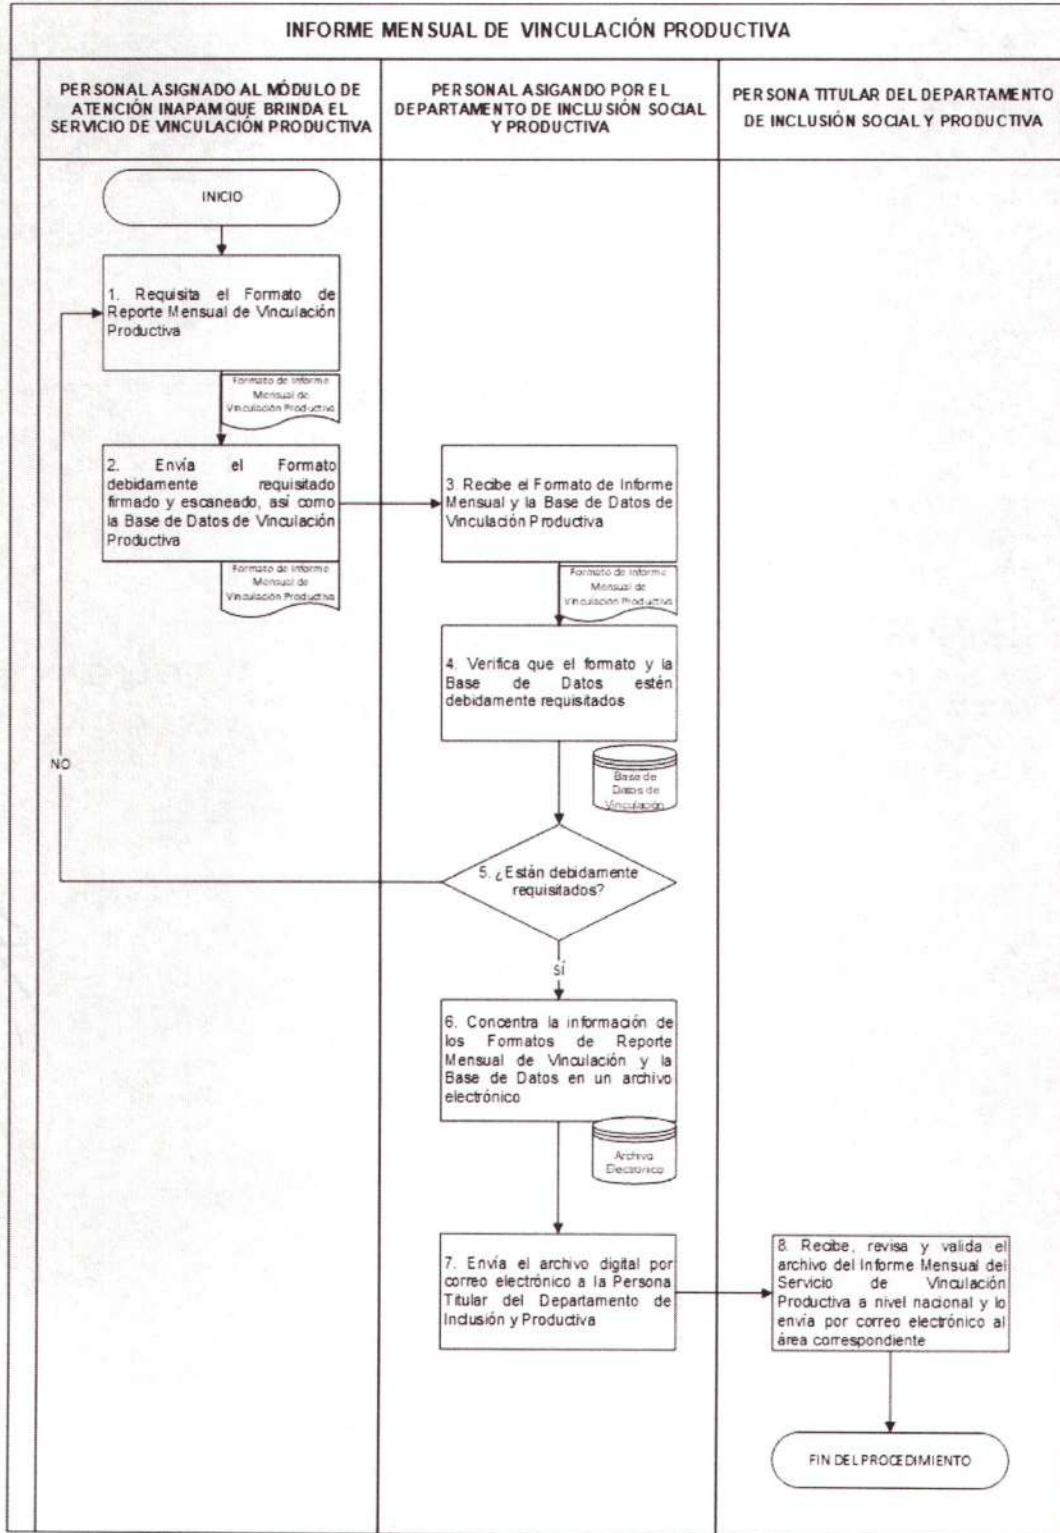 INFORME MENSUAL DE VINCULACIÓN PRODUCTIVA
PERSONAL ASIGNADO AL MÓDULO DE
ATENCIÓN INAPAM QUE BRINDA EL
SERVICIO DE VINCULACIÓN PRODUCTIVA
PERSONAL ASIGANDO POR EL
DEPARTAMENTO DE INCLUSIÓN SOCIAL
Y PRODUCTIVA
PERSONA TITULAR DEL DEPARTAMENTO
DE INCLUSIÓN SOCIAL Y PRODUCTIVA
INICIO
1. Requisita el Formato de
Reporte Mensual de Vinculación
Productiva
Formato de Informe
Mensual de
Vinculación Productiva
2. Envía el Formato
debidamente requisitado
firmado y escaneado, así como
la Base de Datos de Vinculación
Productiva
Formato de Informe
Mensual de
Vinculación Productiva
3. Recibe el Formato de Informe
Mensual y la Base de Datos de
Vinculación Productiva
Formato de Informe
Mensual de
Vinculación Productiva
4. Verifica que el formato y la
Base de Datos estén
debidamente requisitados
Base de
Datos de
Vinculación
NO
5. ¿Están debidamente
requisitados?
SÍ
6. Concentra la información de
los Formatos de Reporte
Mensual de Vinculación y la
Base de Datos en un archivo
electrónico
Archivo
Electrónico
7. Envía el archivo digital por
correo electrónico a la Persona
Titular del Departamento de
Inclusión y Productiva
8. Recibe, revisa y valida el
archivo del Informe Mensual del
Servicio de Vinculación
Productiva a nivel nacional y lo
envía por correo electrónico al
área correspondiente
FIN DEL PROCEDIMIENTO